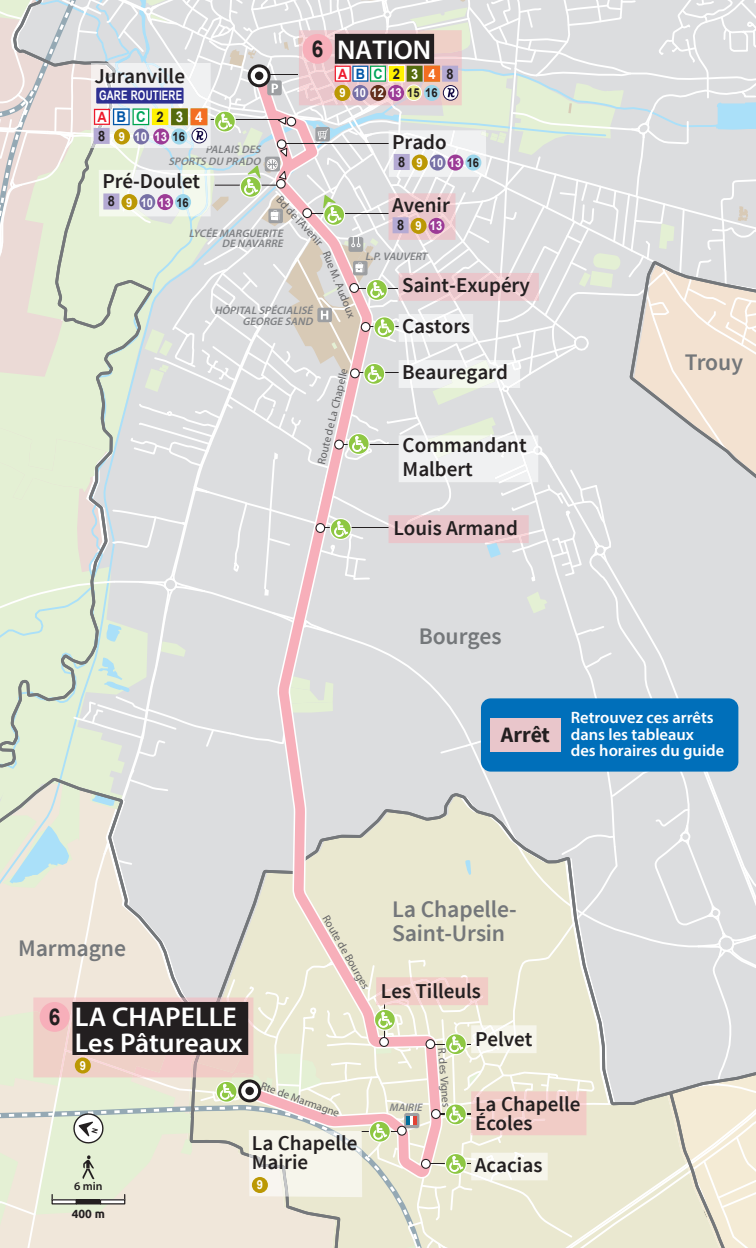 6 NATION
A B C 2 3 4 8
9 10 12 13 15 16 R
P
Juranville
GARE ROUTIERE
A B C 2 3 4
8 9 10 13 16 R
PALAIS DES
SPORTS DU PRADO
Prado
8 9 10 13 16
Pré-Doulet
8 9 10 13 16
Avenir
8 9 13
Bd de l'Avenir
LYCÉE MARGUERITE
DE NAVARRE
Rue M. Audoux
L.P. VAUVERT
Saint-Exupéry
HÔPITAL SPÉCIALISÉ
GEORGE SAND
H
Castors
Trouy
Beauregard
Route de La Chapelle
Commandant
Malbert
Louis Armand
Bourges
Arrêt
Retrouvez ces arrêts
dans les tableaux
des horaires du guide
La Chapelle-
Saint-Ursin
Marmagne
Route de Bourges
Les Tilleuls
6 LA CHAPELLE
Les Pâtureaux
9
Pelvet
R. des Vignes
Rte de Marmagne
MAIRIE
La Chapelle
Écoles
La Chapelle
Mairie
9
Acacias
N
6 min
400 m